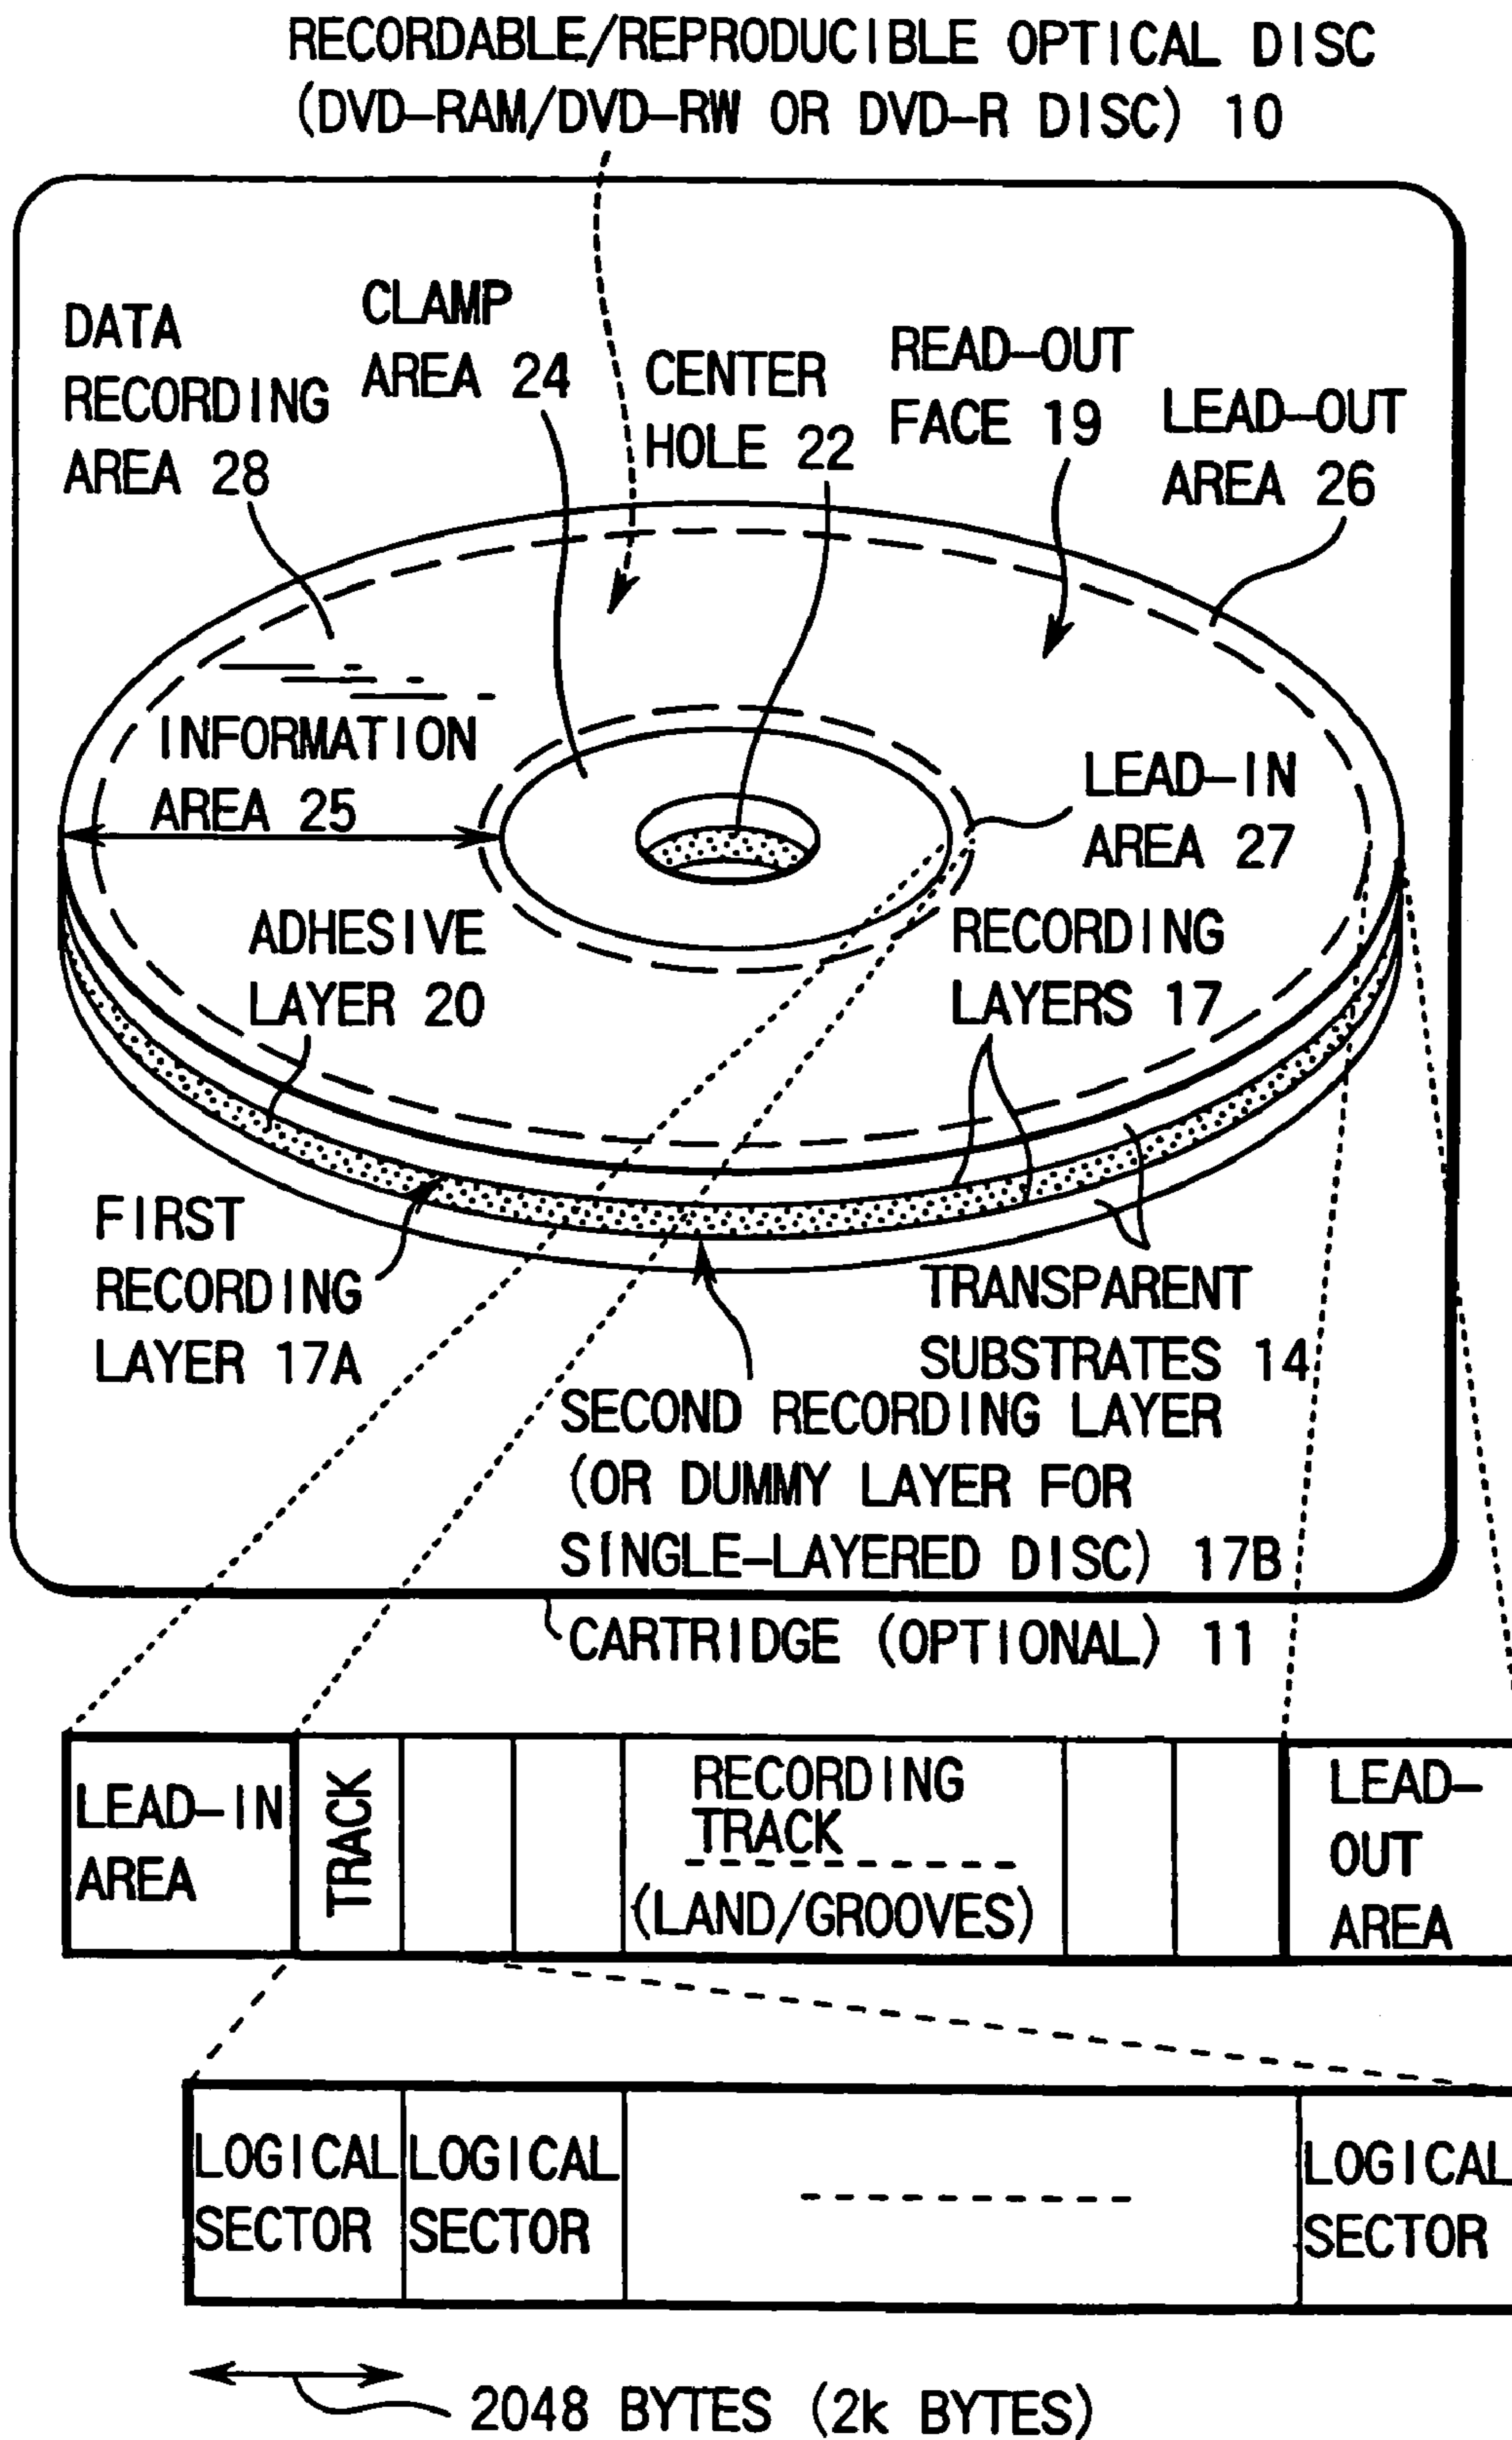 RECORDABLE/REPRODUCIBLE OPTICAL DISC
(DVD-RAM/DVD-RW OR DVD-R DISC) 10
DATA
RECORDING
AREA 28
CLAMP
AREA 24
CENTER
HOLE 22
READ-OUT
FACE 19
LEAD-OUT
AREA 26
INFORMATION
AREA 25
LEAD-IN
AREA 27
ADHESIVE
LAYER 20
RECORDING
LAYERS 17
FIRST
RECORDING
LAYER 17A
TRANSPARENT
SUBSTRATES 14
SECOND RECORDING LAYER
(OR DUMMY LAYER FOR
SINGLE-LAYERED DISC) 17B
CARTRIDGE (OPTIONAL) 11
LEAD-IN
AREA
TRACK
RECORDING
TRACK
(LAND/GROOVES)
LEAD-
OUT
AREA
LOGICAL
SECTOR
LOGICAL
SECTOR
LOGICAL
SECTOR
2048 BYTES (2k BYTES)